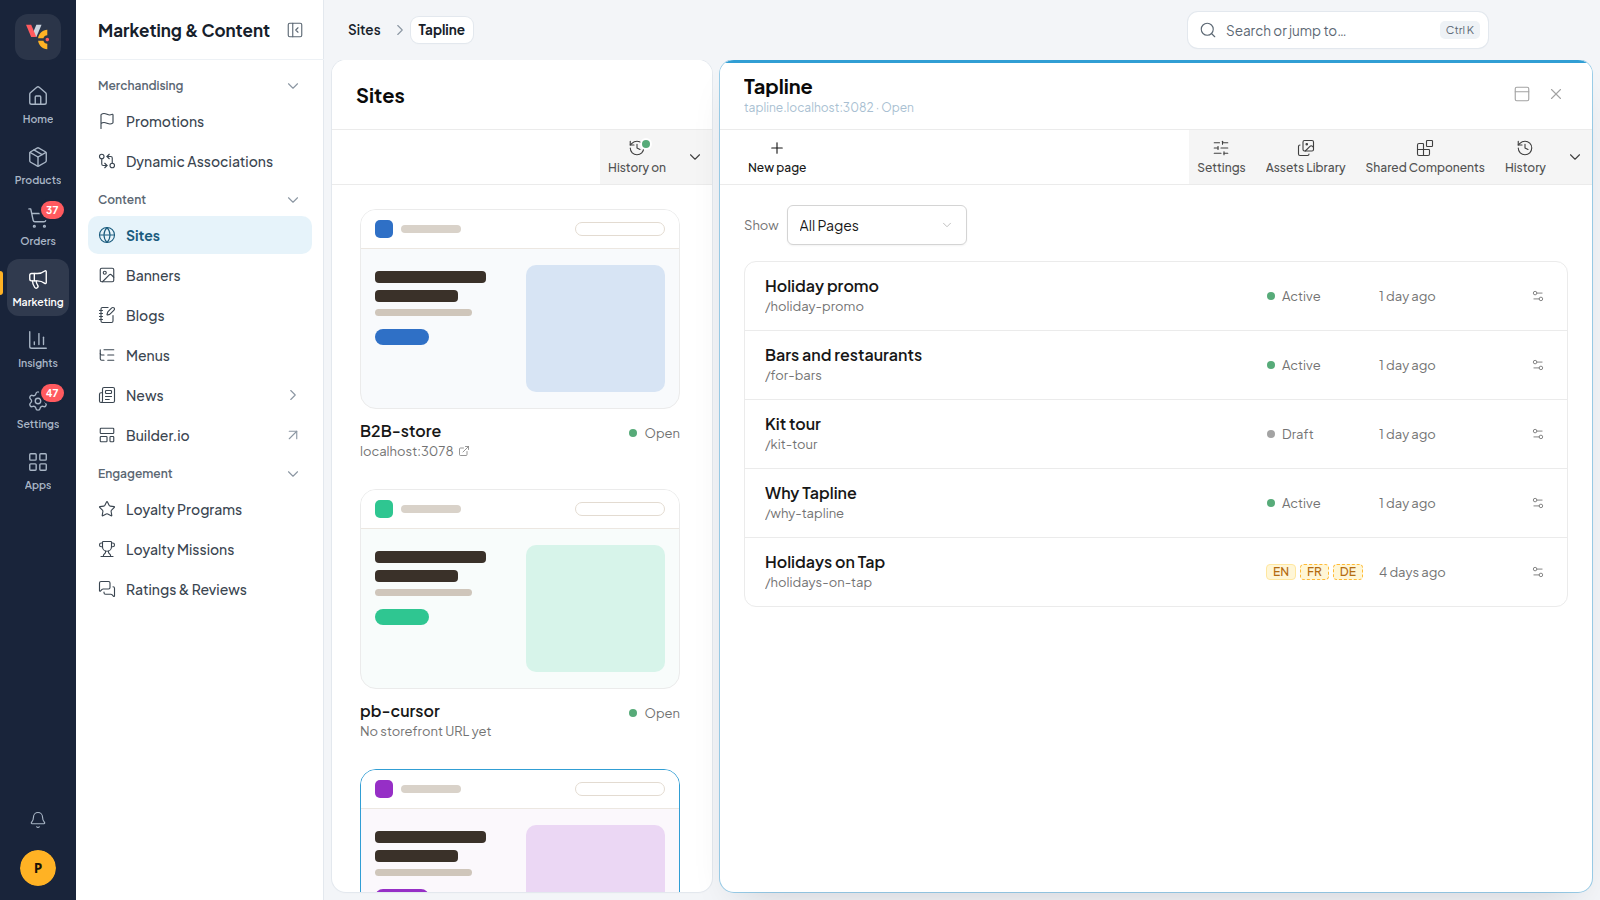 Home
Products
37
Orders
Marketing
Insights
47
Settings
Apps
P
Marketing & Content
Merchandising
Promotions
Dynamic Associations
Content
Sites
Banners
Blogs
Menus
News
Builder.io
Engagement
Loyalty Programs
Loyalty Missions
Ratings & Reviews
Sites > Tapline
Search or jump to...
Ctrl K
Sites
History on
B2B-store
Open
localhost:3078
pb-cursor
Open
No storefront URL yet
Tapline
tapline.localhost:3082 · Open
New page
Settings
Assets Library
Shared Components
History
Show
All Pages
Holiday promo
/holiday-promo
Active
1 day ago
Bars and restaurants
/for-bars
Active
1 day ago
Kit tour
/kit-tour
Draft
1 day ago
Why Tapline
/why-tapline
Active
1 day ago
Holidays on Tap
/holidays-on-tap
EN FR DE
4 days ago